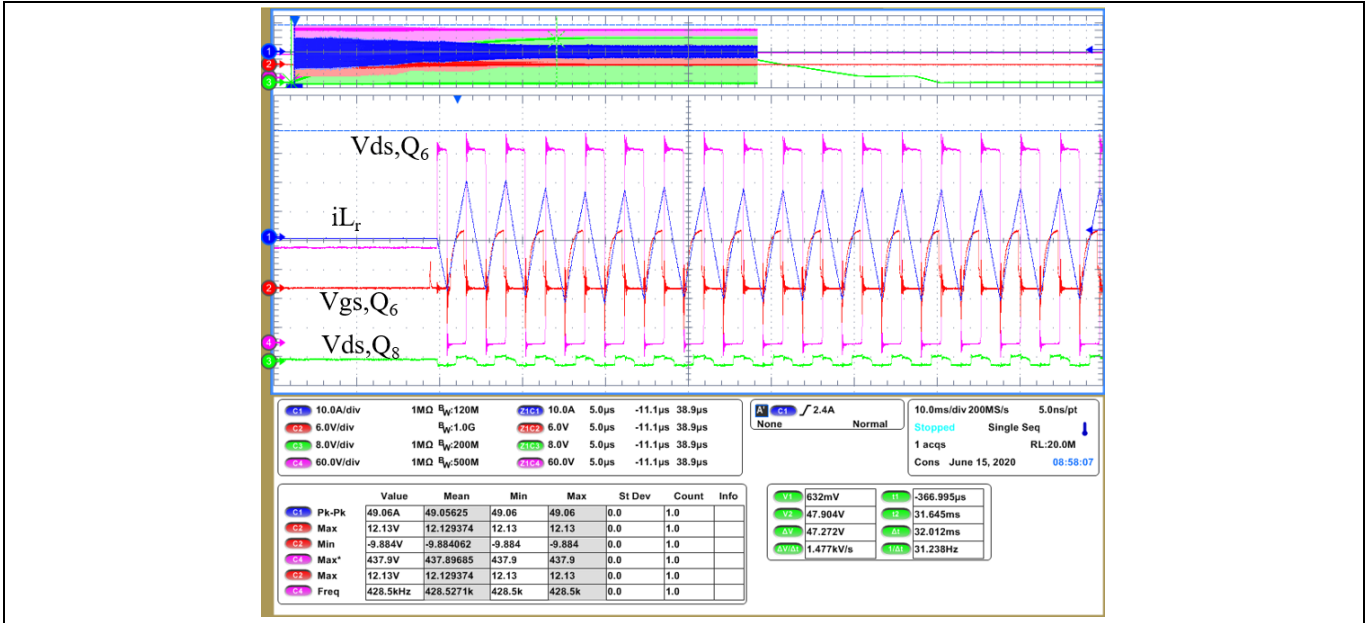 1
2
3
Vds,Q6
iLr
1
2
Vgs,Q6
4
Vds,Q8
3
C1 10.0A/div 1MΩ BW:120M Z1C1 10.0A 5.0µs -11.1µs 38.9µs
C2 6.0V/div BW:1.0G Z1C2 6.0V 5.0µs -11.1µs 38.9µs
C3 8.0V/div 1MΩ BW:200M Z1C3 8.0V 5.0µs -11.1µs 38.9µs
C4 60.0V/div 1MΩ BW:500M Z1C4 60.0V 5.0µs -11.1µs 38.9µs
A' C1 2.4A
None Normal
10.0ms/div 200MS/s 5.0ns/pt
Stopped Single Seq
1 acqs RL:20.0M
Cons June 15, 2020 08:58:07
Value Mean Min Max St Dev Count Info
C1 Pk-Pk 49.06A 49.05625 49.06 49.06 0.0 1.0
C2 Max 12.13V 12.129374 12.13 12.13 0.0 1.0
C2 Min -9.884V -9.884062 -9.884 -9.884 0.0 1.0
C4 Max* 437.9V 437.89685 437.9 437.9 0.0 1.0
C2 Max 12.13V 12.129374 12.13 12.13 0.0 1.0
C4 Freq 428.5kHz 428.5271k 428.5k 428.5k 0.0 1.0
V1 632mV t1 -366.995µs
V2 47.904V t2 31.645ms
ΔV 47.272V Δt 32.012ms
ΔV/Δt 1.477kV/s 1/Δt 31.238Hz